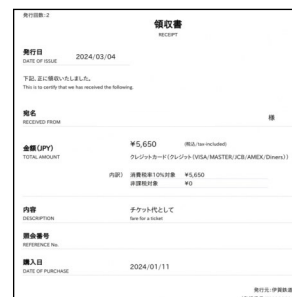 発行回数: 2
領収書
RECEIPT
発行日
DATE OF ISSUE
2024/03/04
下記、正に領収いたしました。
This is to certify that we has received the following.
宛名
RECEIVED FROM
様
金額(JPY)
TOTAL AMOUNT
¥5,650 (税込/tax-included)
クレジットカード(クレジット(VISA/MASTER/JCB/AMEX/Diners))
内訳) 消費税率10%対象 ¥5,650
非課税対象 ¥0
内容
DESCRIPTION
チケット代として
fare for a ticket
照会番号
REFERENCE No.
購入日
DATE OF PURCHASE
2024/01/11
発行元: 伊賀鉄道